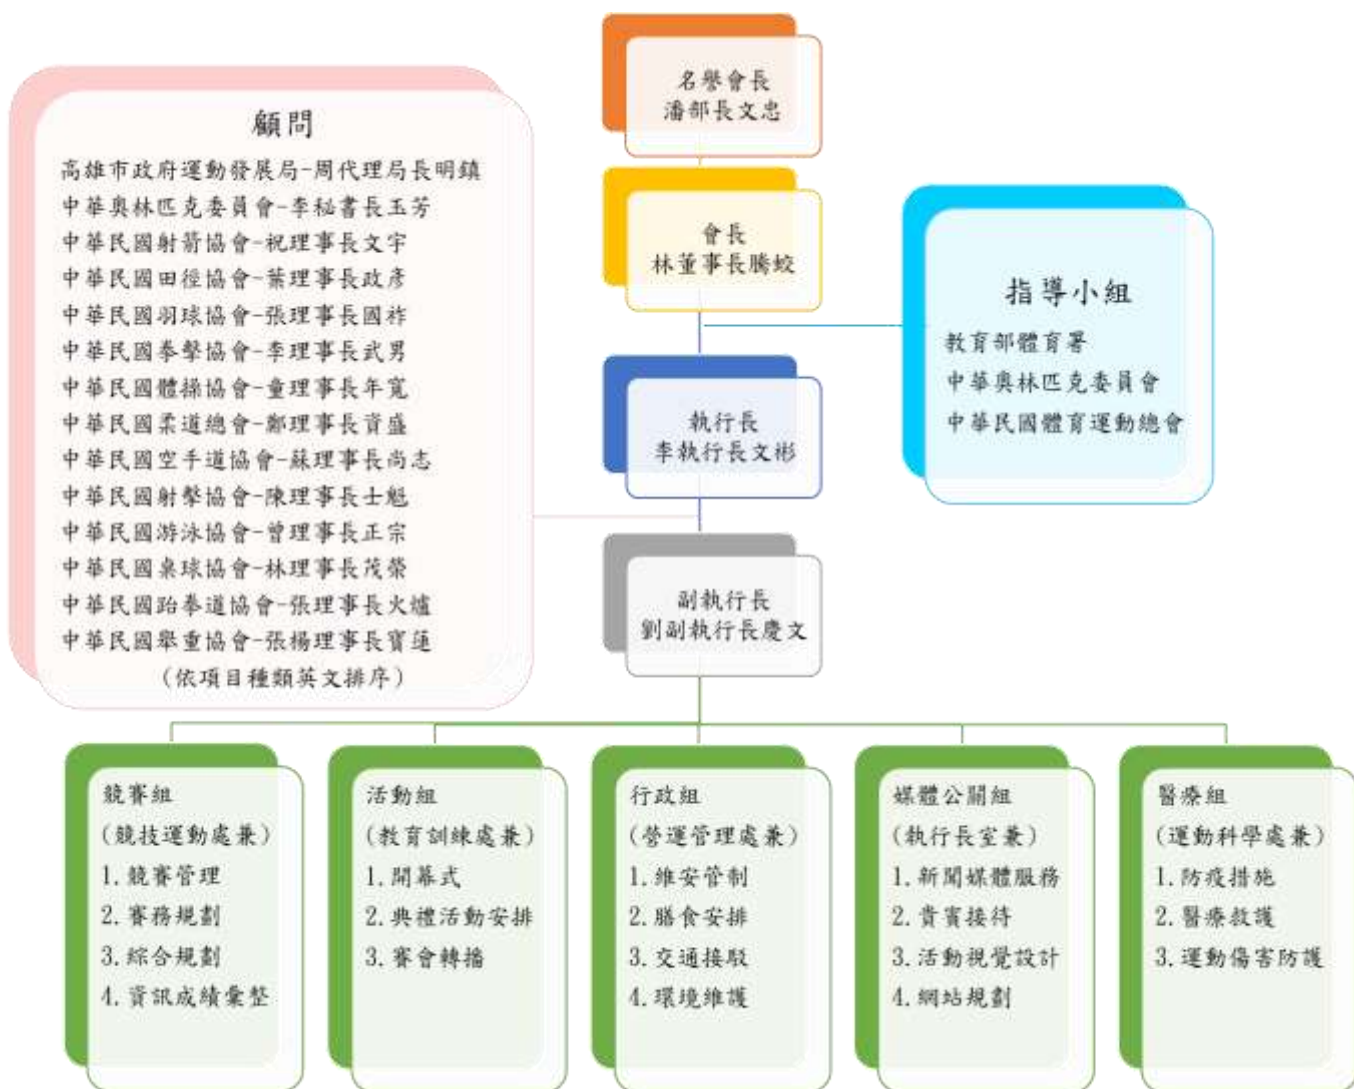 名譽會長
潘部長文忠
會長
林董事長騰蛟
指導小組
教育部體育署
中華奧林匹克委員會
中華民國體育運動總會
執行長
李執行長文彬
顧問
高雄市政府運動發展局-周代理局長明鎮
中華奧林匹克委員會-李秘書長玉芳
中華民國射箭協會-祝理事長文宇
中華民國田徑協會-葉理事長政彥
中華民國羽球協會-張理事長國祚
中華民國拳擊協會-李理事長武男
中華民國體操協會-童理事長年寬
中華民國柔道總會-鄭理事長資盛
中華民國空手道協會-蘇理事長尚志
中華民國射擊協會-陳理事長士魁
中華民國游泳協會-曾理事長正宗
中華民國桌球協會-林理事長茂榮
中華民國跆拳道協會-張理事長火爐
中華民國舉重協會-張楊理事長寶蓮
(依項目種類英文排序)
副執行長
劉副執行長慶文
競賽組
(競技運動處兼)
1.競賽管理
2.賽務規劃
3.綜合規劃
4.資訊成績彙整
活動組
(教育訓練處兼)
1.開幕式
2.典禮活動安排
3.賽會轉播
行政組
(營運管理處兼)
1.維安管制
2.膳食安排
3.交通接駁
4.環境維護
媒體公關組
(執行長室兼)
1.新聞媒體服務
2.貴賓接待
3.活動視覺設計
4.網站規劃
醫療組
(運動科學處兼)
1.防疫措施
2.醫療救護
3.運動傷害防護